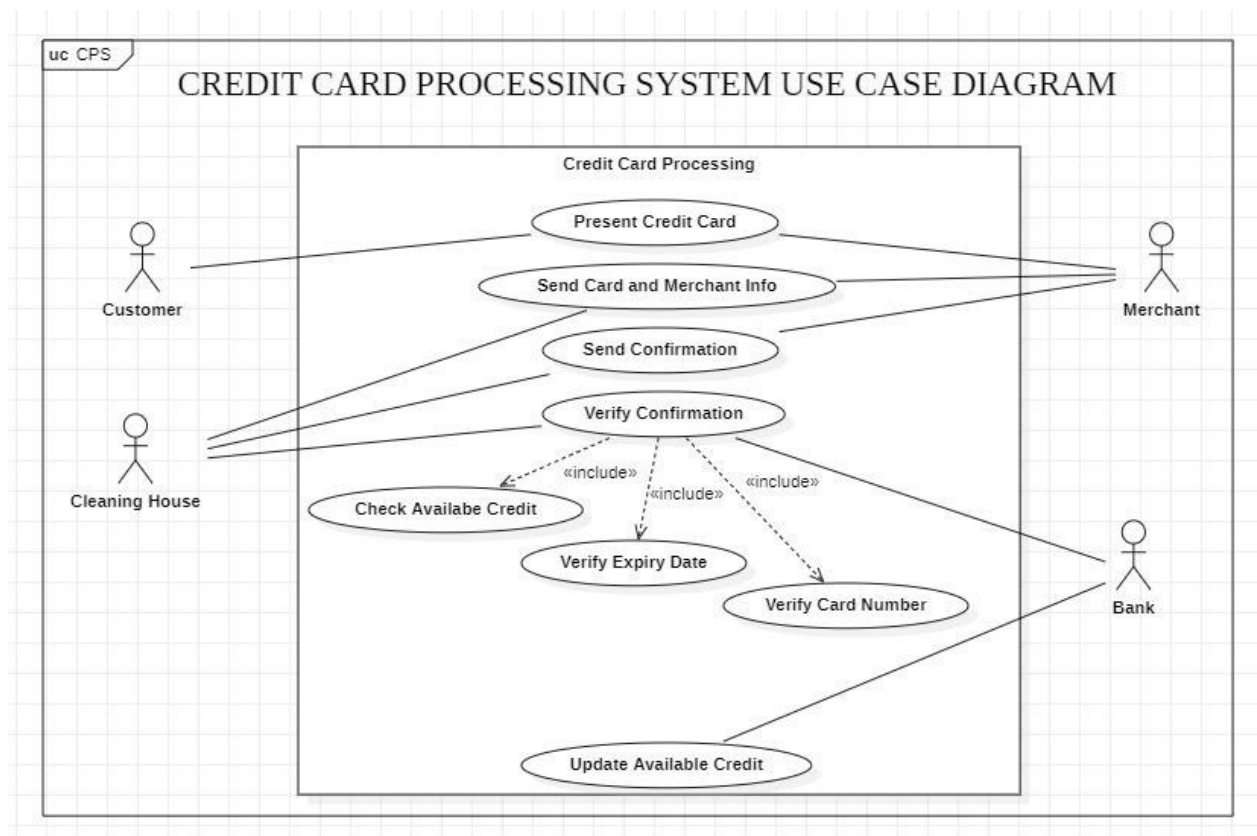 uc CPS
CREDIT CARD PROCESSING SYSTEM USE CASE DIAGRAM
Credit Card Processing
Present Credit Card
Send Card and Merchant Info
Customer
Merchant
Send Confirmation
Verify Confirmation
«include»
«include»
«include»
Cleaning House
Check Availabe Credit
Verify Expiry Date
Verify Card Number
Bank
Update Available Credit